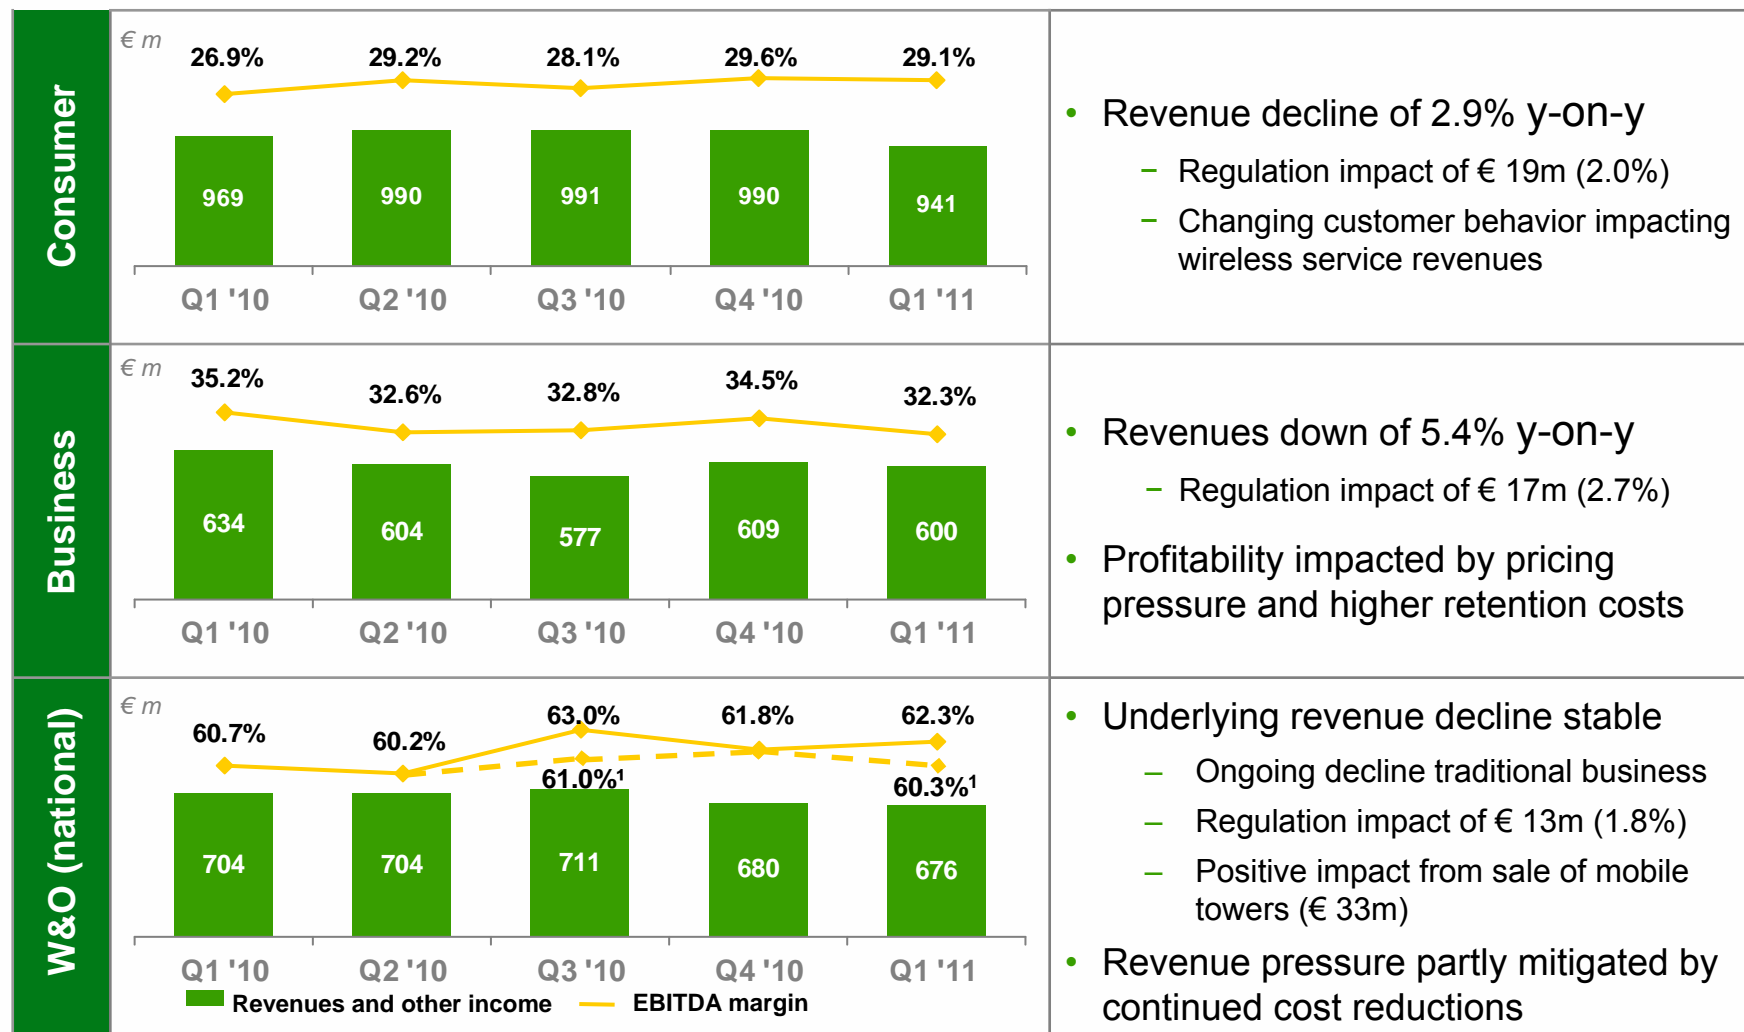 Consumer
€ m
26.9%
29.2%
28.1%
29.6%
29.1%
969
990
991
990
941
Q1 '10
Q2 '10
Q3 '10
Q4 '10
Q1 '11
• Revenue decline of 2.9% y-on-y
– Regulation impact of € 19m (2.0%)
– Changing customer behavior impacting
wireless service revenues
Business
€ m
35.2%
32.6%
32.8%
34.5%
32.3%
634
604
577
609
600
Q1 '10
Q2 '10
Q3 '10
Q4 '10
Q1 '11
• Revenues down of 5.4% y-on-y
– Regulation impact of € 17m (2.7%)
• Profitability impacted by pricing
pressure and higher retention costs
W&O (national)
€ m
60.7%
60.2%
63.0%
61.8%
62.3%
61.0%¹
60.3%¹
704
704
711
680
676
Q1 '10
Q2 '10
Q3 '10
Q4 '10
Q1 '11
Revenues and other income
EBITDA margin
• Underlying revenue decline stable
– Ongoing decline traditional business
– Regulation impact of € 13m (1.8%)
– Positive impact from sale of mobile
towers (€ 33m)
• Revenue pressure partly mitigated by
continued cost reductions